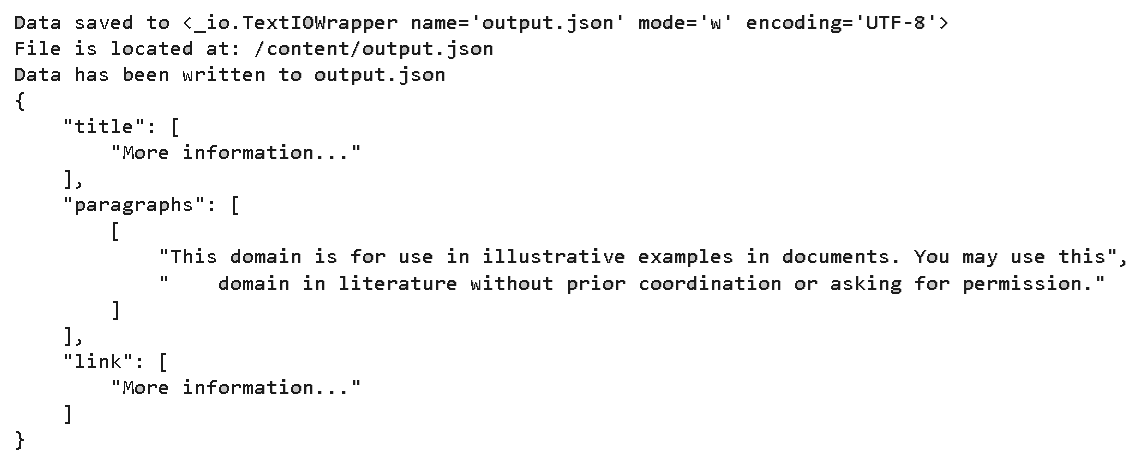 Data saved to <_io.TextIOWrapper name='output.json' mode='w' encoding='UTF-8'>
File is located at: /content/output.json
Data has been written to output.json
{
    "title": [
        "More information..."
    ],
    "paragraphs": [
        [
            "This domain is for use in illustrative examples in documents. You may use this",
            "    domain in literature without prior coordination or asking for permission."
        ]
    ],
    "link": [
        "More information..."
    ]
}